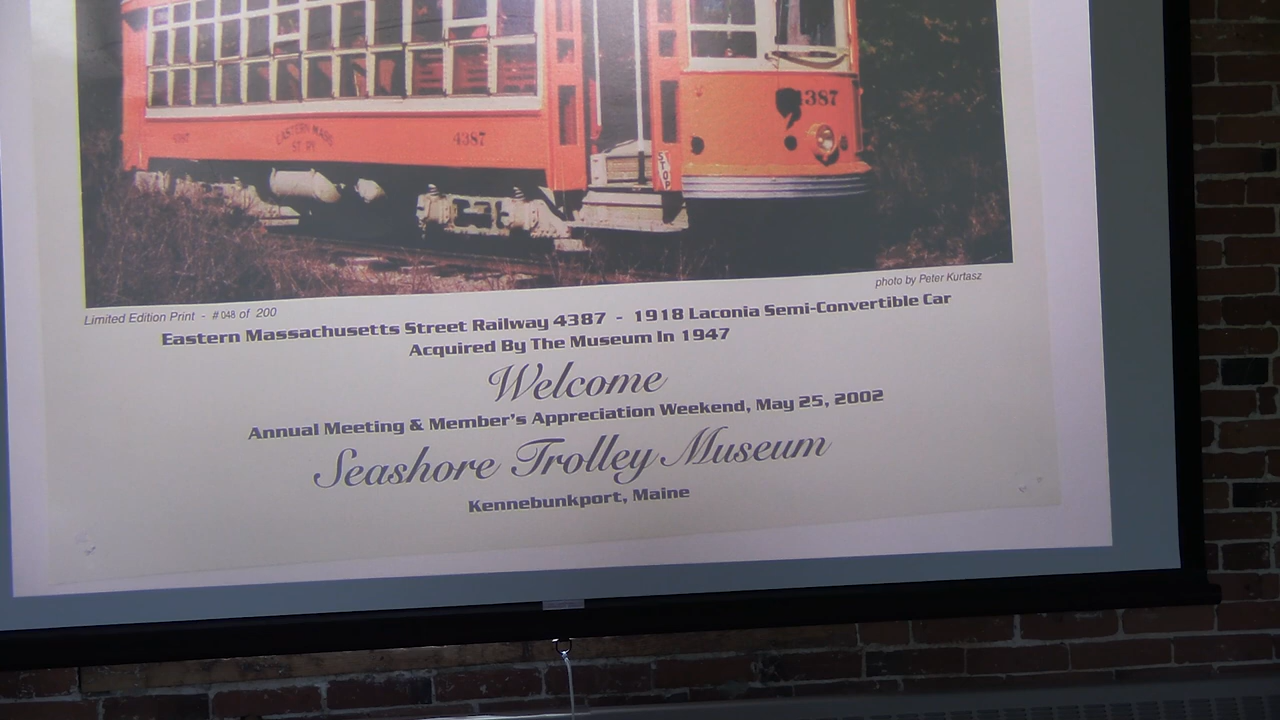 4387
4387
EASTERN MASS
ST RY
4387
STOP
photo by Peter Kurtasz
Limited Edition Print - #048 of 200
Eastern Massachusetts Street Railway 4387 - 1918 Laconia Semi-Convertible Car
Acquired By The Museum In 1947
Welcome
Annual Meeting & Member's Appreciation Weekend, May 25, 2002
Seashore Trolley Museum
Kennebunkport, Maine